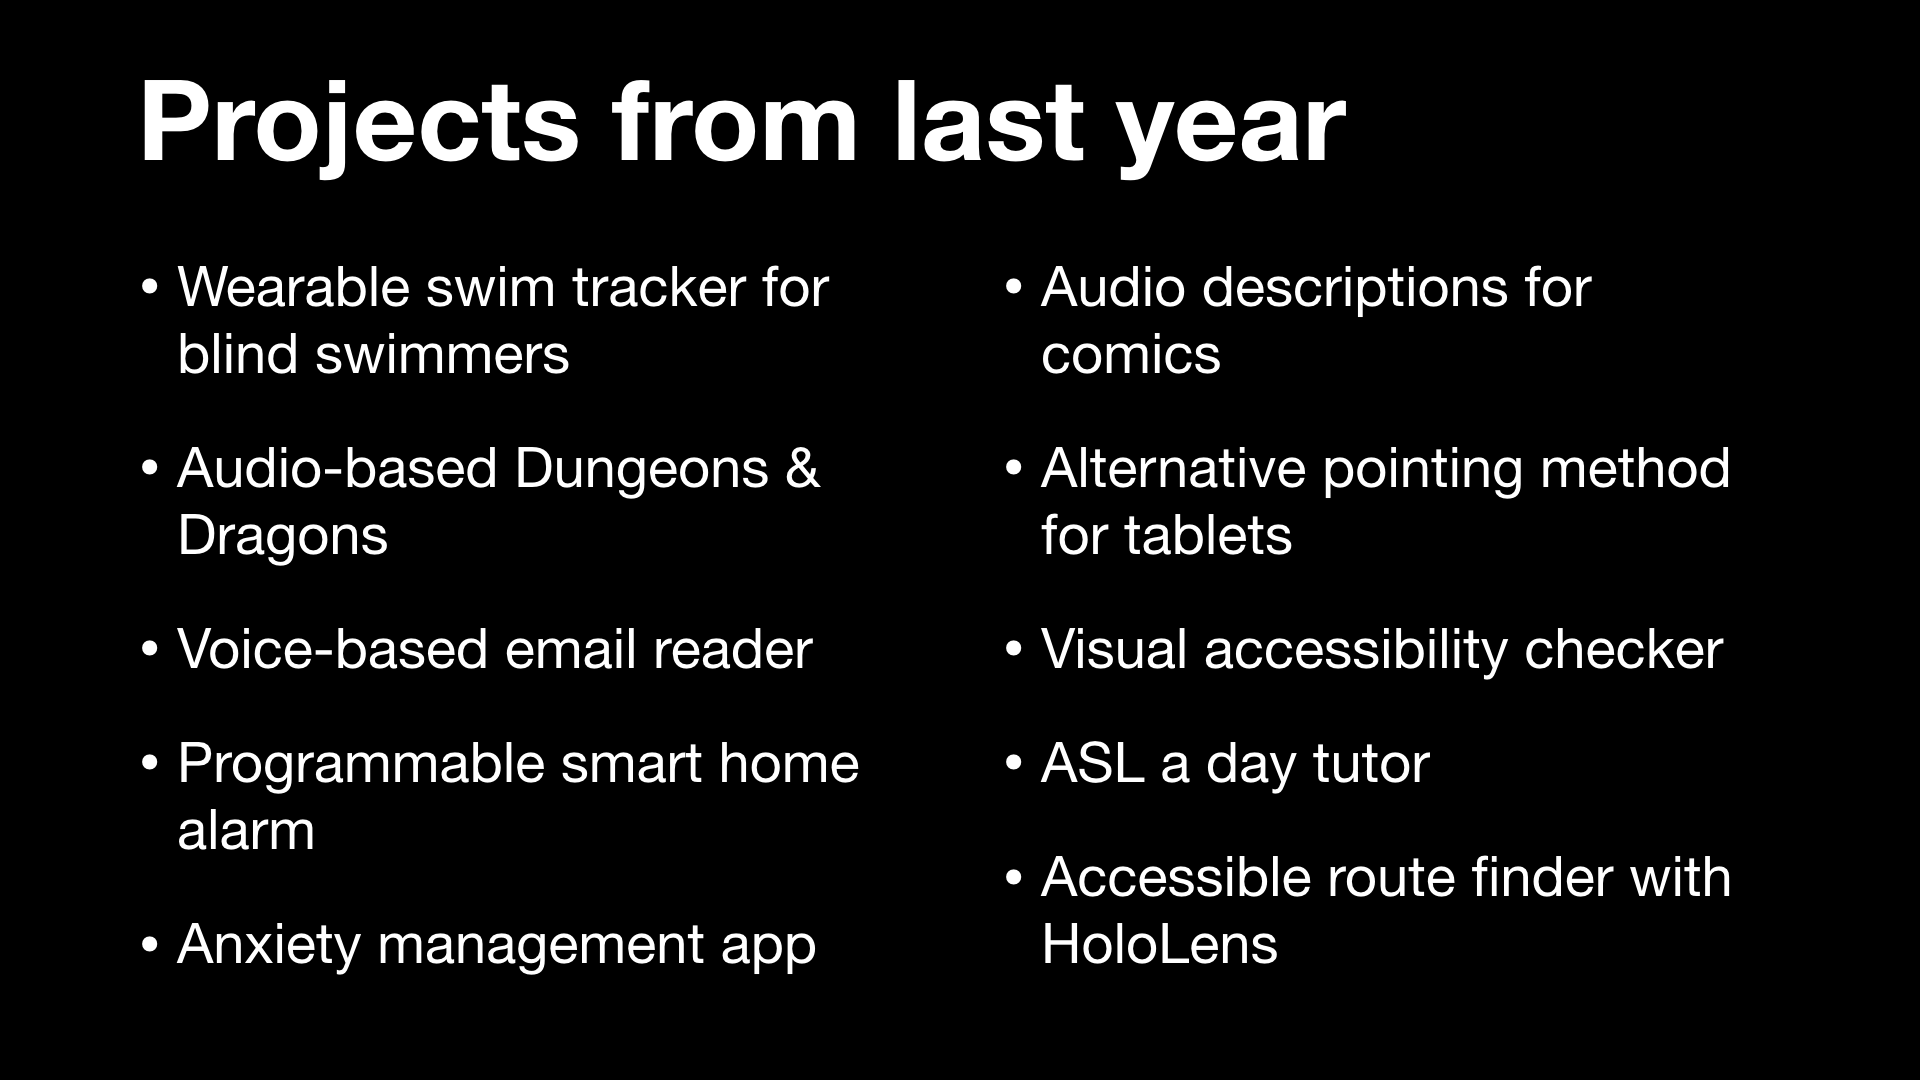 Projects from last year
• Wearable swim tracker for
blind swimmers
• Audio-based Dungeons &
Dragons
• Voice-based email reader
• Programmable smart home
alarm
• Anxiety management app
• Audio descriptions for
comics
• Alternative pointing method
for tablets
• Visual accessibility checker
• ASL a day tutor
• Accessible route finder with
HoloLens